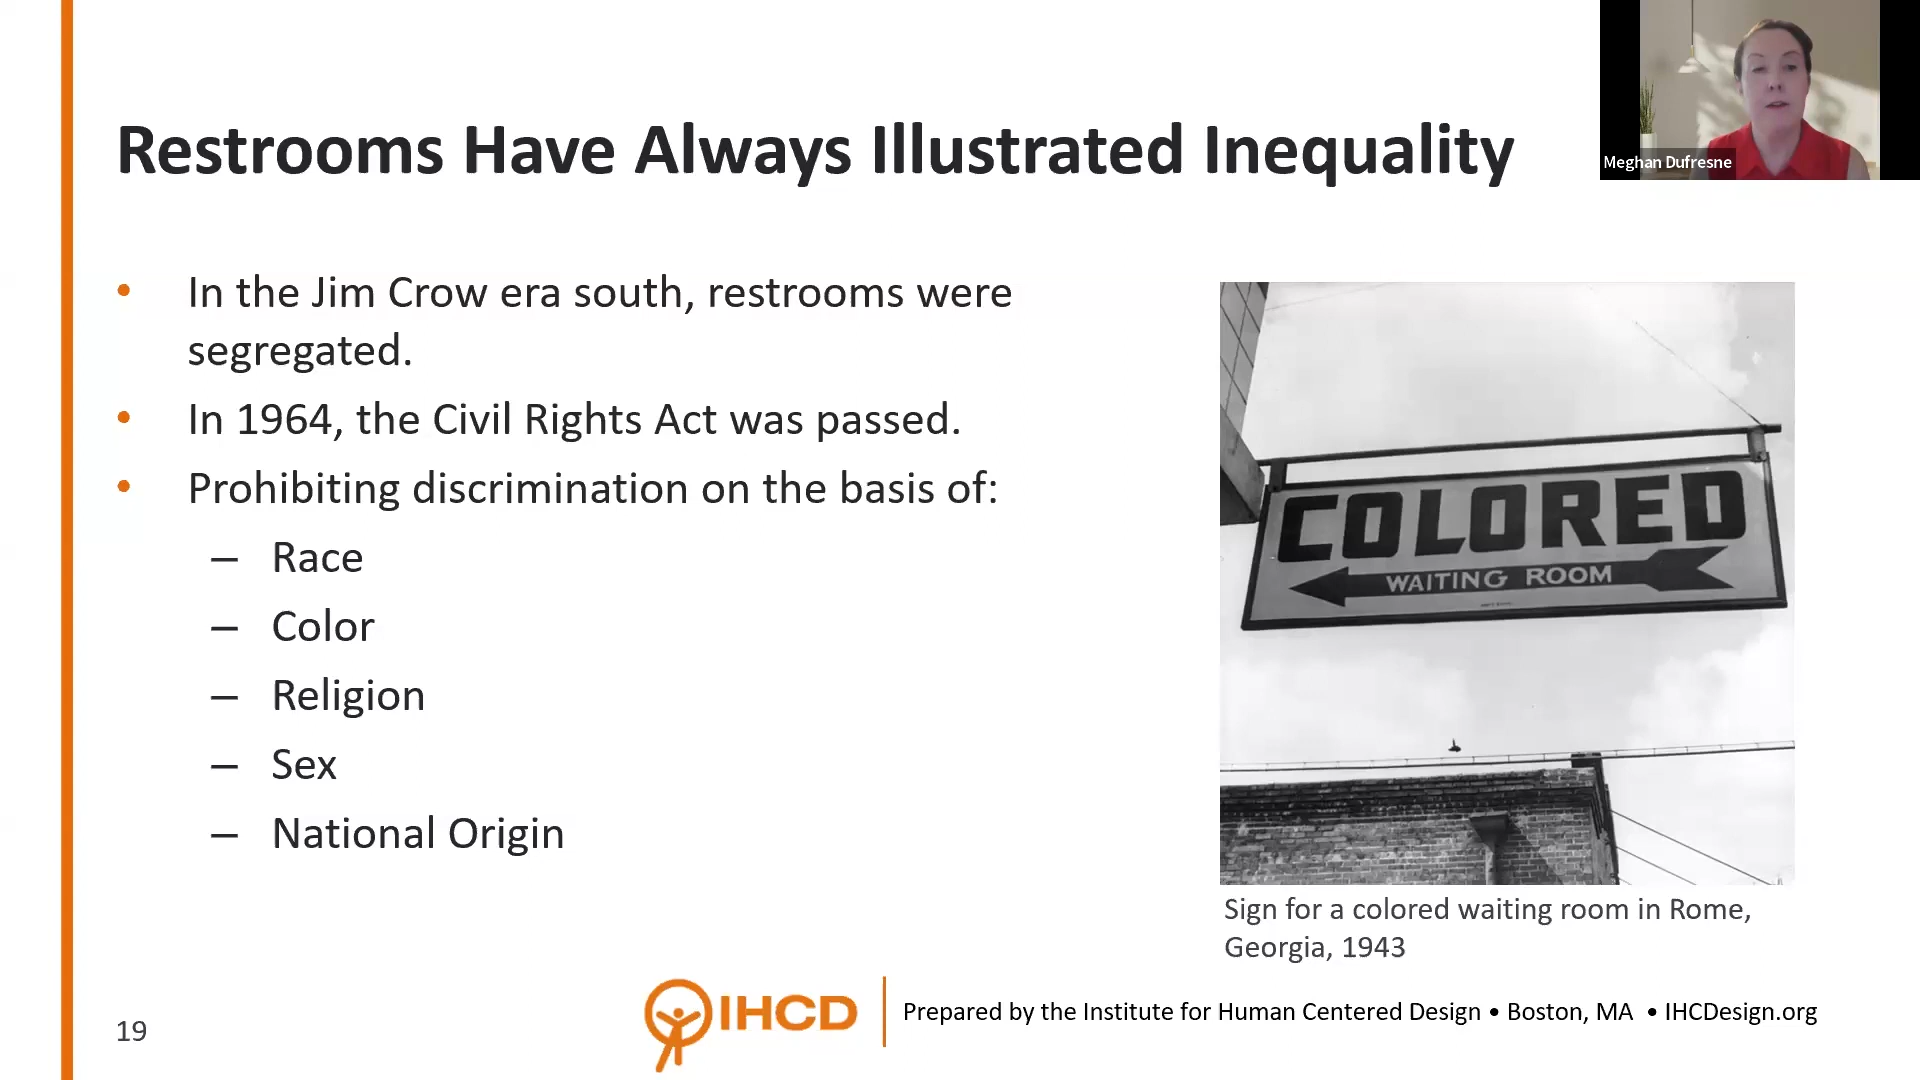 Restrooms Have Always Illustrated Inequality
Meghan Dufresne
• In the Jim Crow era south, restrooms were
segregated.
• In 1964, the Civil Rights Act was passed.
• Prohibiting discrimination on the basis of:
– Race
– Color
– Religion
– Sex
– National Origin
COLORED
WAITING ROOM
Sign for a colored waiting room in Rome,
Georgia, 1943
19
IHCD
Prepared by the Institute for Human Centered Design • Boston, MA • IHCDesign.org